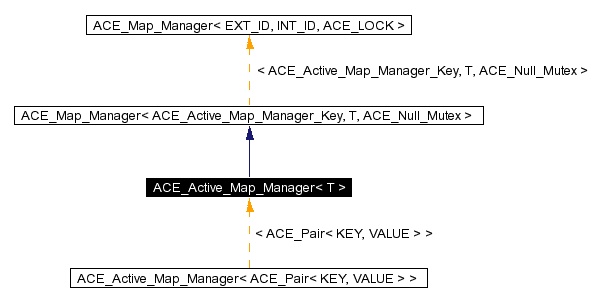 ACE_Map_Manager< EXT_ID, INT_ID, ACE_LOCK >
< ACE_Active_Map_Manager_Key, T, ACE_Null_Mutex >
ACE_Map_Manager< ACE_Active_Map_Manager_Key, T, ACE_Null_Mutex >
ACE_Active_Map_Manager< T >
< ACE_Pair< KEY, VALUE > >
ACE_Active_Map_Manager< ACE_Pair< KEY, VALUE > >